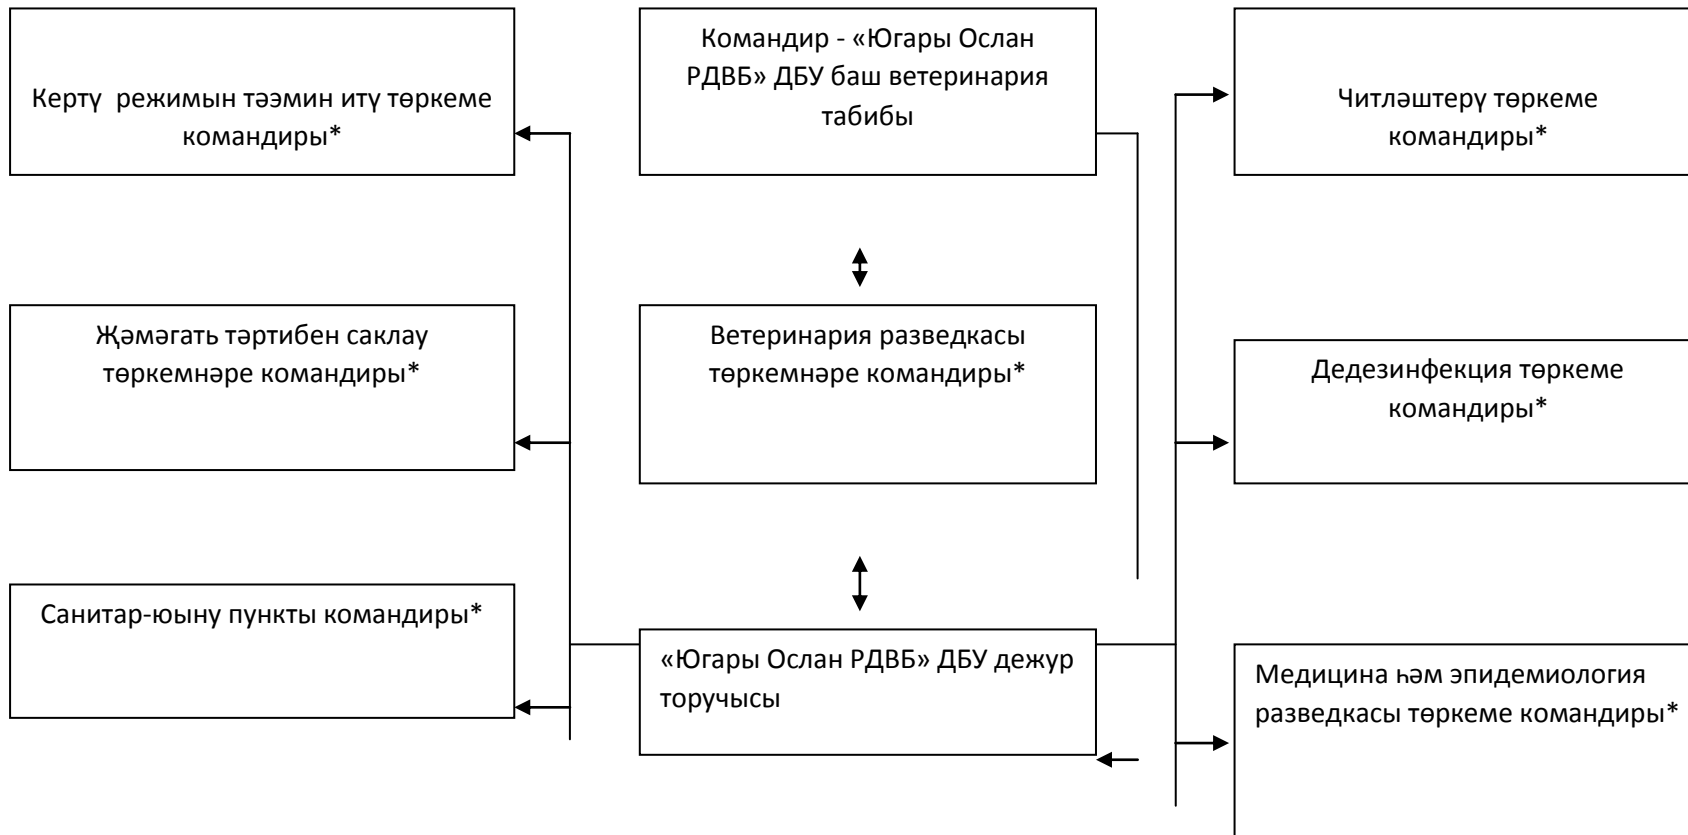 Кертү режимын тәэмин итү төркеме
командиры*
Командир - «Югары Ослан
РДВБ» ДБУ баш ветеринария
табибы
Читләштерү төркеме
командиры*
Җәмәгать тәртибен саклау
төркемнәре командиры*
Ветеринария разведкасы
төркемнәре командиры*
Дедезинфекция төркеме
командиры*
Санитар-юыну пункты командиры*
«Югары Ослан РДВБ» ДБУ дежур
торучысы
Медицина һәм эпидемиология
разведкасы төркеме командиры*